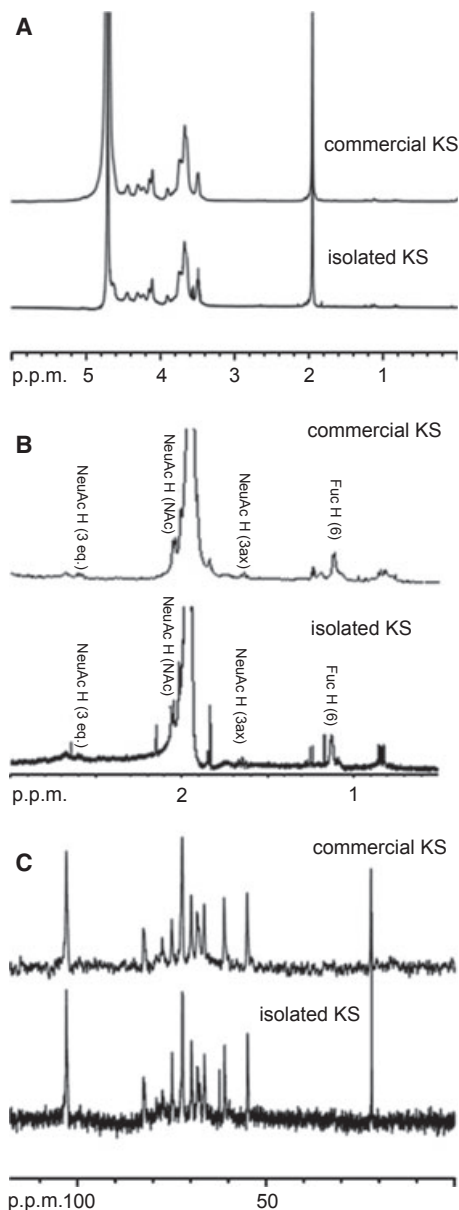 A
commercial KS
isolated KS
p.p.m. 5 4 3 2 1
B
commercial KS
NeuAc H (3 eq.)
NeuAc H (NAc)
NeuAc H (3ax)
Fuc H (6)
isolated KS
NeuAc H (3 eq.)
NeuAc H (NAc)
NeuAc H (3ax)
Fuc H (6)
p.p.m. 2 1
C
commercial KS
isolated KS
p.p.m. 100 50